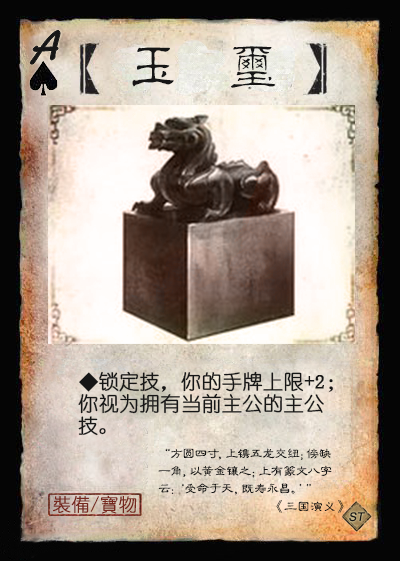 A
【玉 璽】
◆锁定技，你的手牌上限+2；
你视为拥有当前主公的主公
技。
“方圆四寸，上镌五龙交纽；傍缺
一角，以黄金镶之；上有篆文八字
云：‘受命于天，既寿永昌。’”
《三国演义》
裝備/寶物
ST